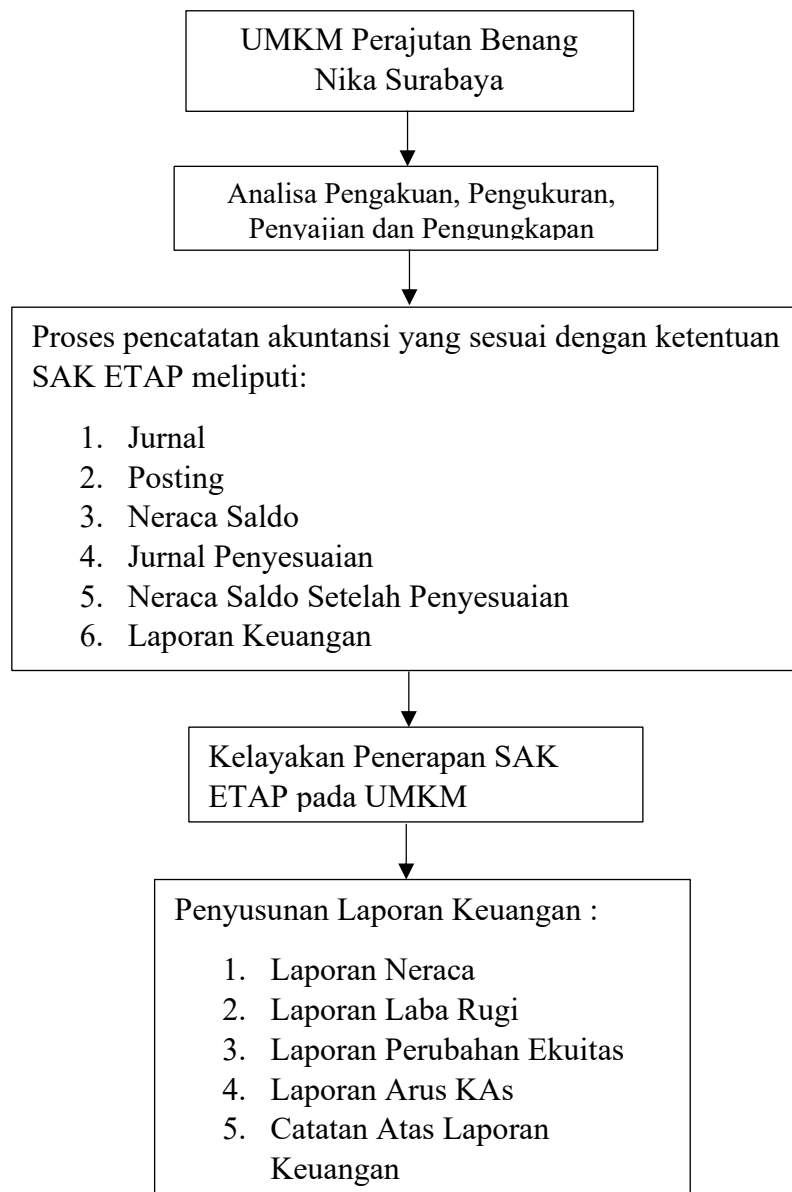 UMKM Perajutan Benang
Nika Surabaya
Analisa Pengakuan, Pengukuran,
Penyajian dan Pengungkapan
Proses pencatatan akuntansi yang sesuai dengan ketentuan
SAK ETAP meliputi:
1. Jurnal
2. Posting
3. Neraca Saldo
4. Jurnal Penyesuaian
5. Neraca Saldo Setelah Penyesuaian
6. Laporan Keuangan
Kelayakan Penerapan SAK
ETAP pada UMKM
Penyusunan Laporan Keuangan :
1. Laporan Neraca
2. Laporan Laba Rugi
3. Laporan Perubahan Ekuitas
4. Laporan Arus KAs
5. Catatan Atas Laporan
Keuangan